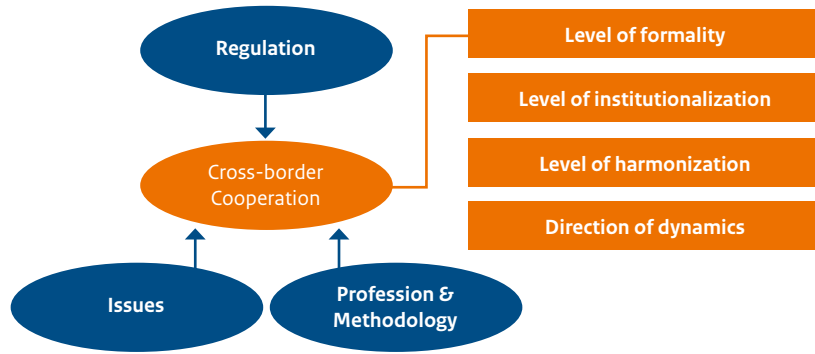 Regulation
Level of formality
Level of institutionalization
Cross-border
Cooperation
Level of harmonization
Direction of dynamics
Issues
Profession &
Methodology